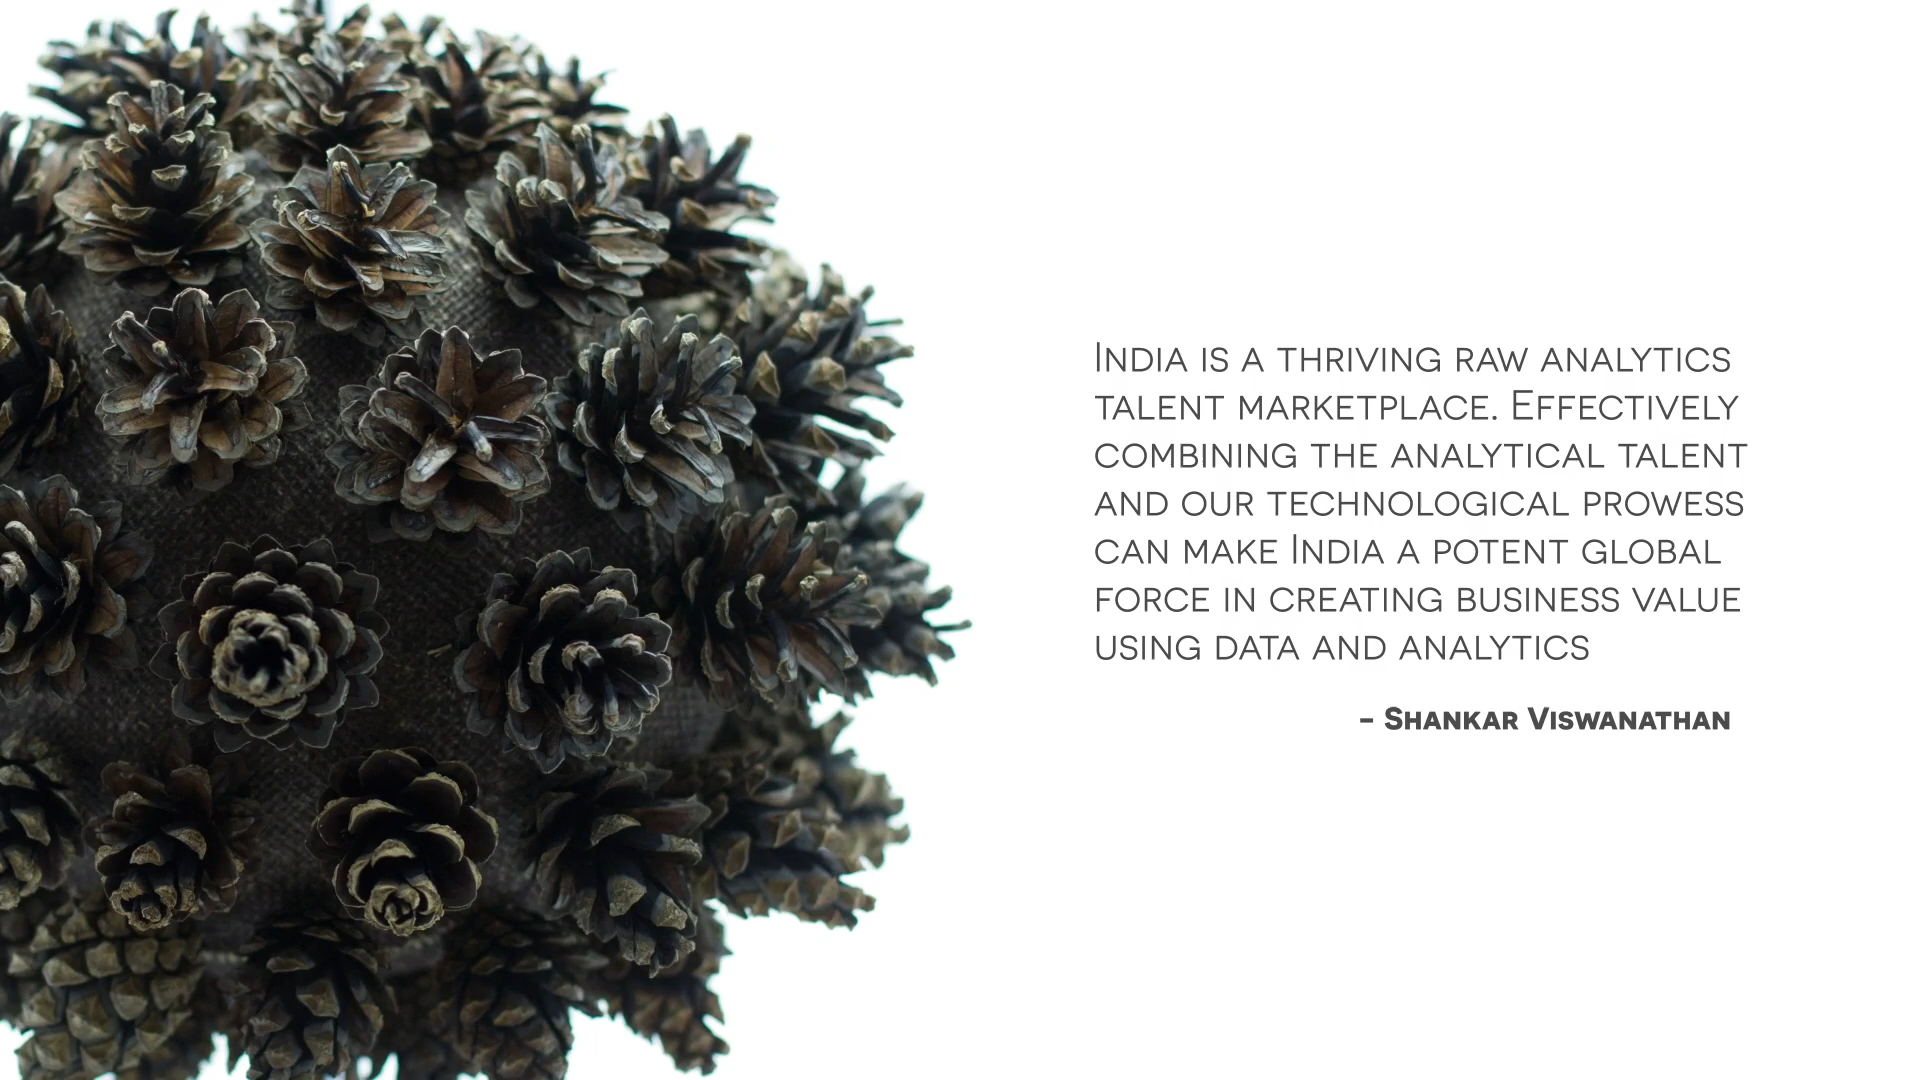 India is a thriving raw analytics
talent marketplace. Effectively
combining the analytical talent
and our technological prowess
can make India a potent global
force in creating business value
using data and analytics
– Shankar Viswanathan